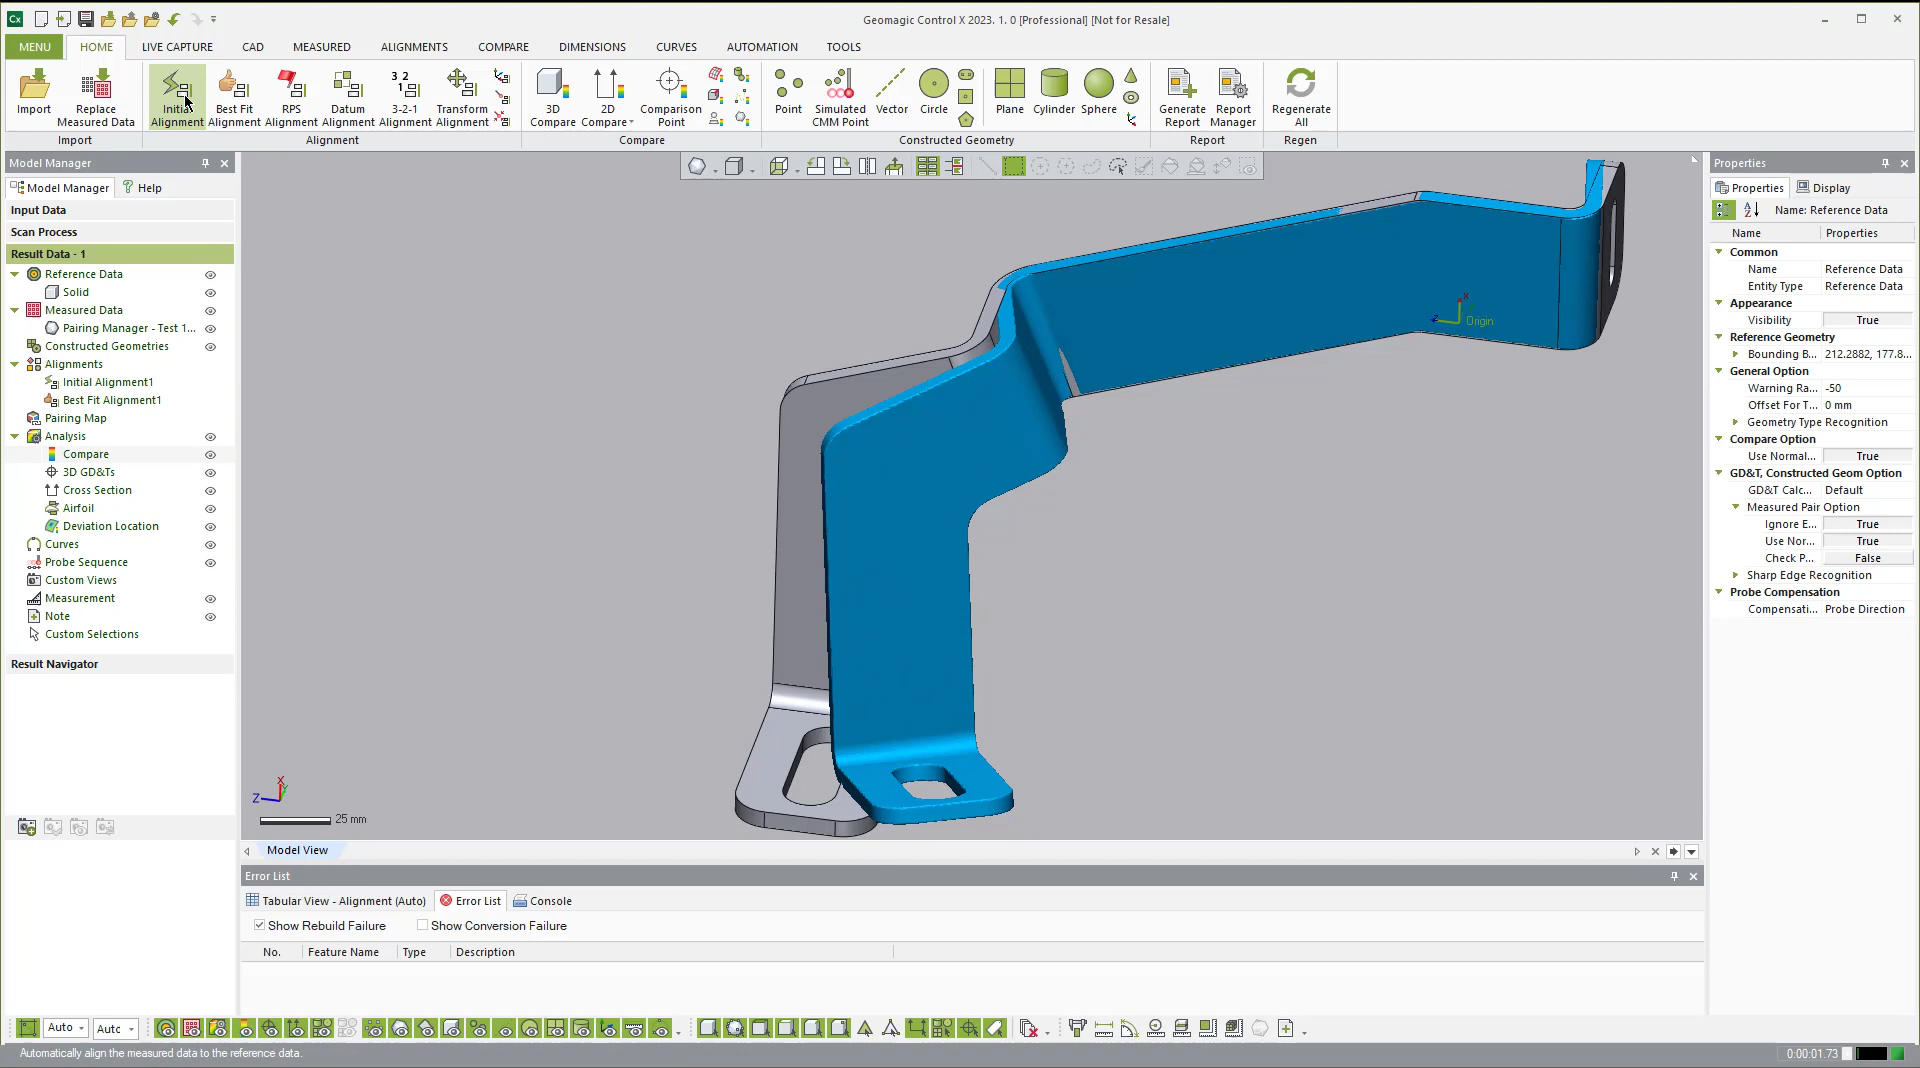 Cx
Geomagic Control X 2023. 1. 0 [Professional] [Not for Resale]
MENU HOME LIVE CAPTURE CAD MEASURED ALIGNMENTS COMPARE DIMENSIONS CURVES AUTOMATION TOOLS
Import Replace Measured Data Initial Alignment Best Fit Alignment RPS Alignment Datum Alignment 3-2-1 Alignment Transform Alignment 3D Compare 2D Compare Comparison Point Point Simulated CMM Point Vector Circle Plane Cylinder Sphere Generate Report Report Manager Regenerate All
Import Alignment Compare Constructed Geometry Report Regen
Model Manager
Model Manager Help
Input Data
Scan Process
Result Data - 1
Reference Data
Solid
Measured Data
Pairing Manager - Test 1...
Constructed Geometries
Alignments
Initial Alignment1
Best Fit Alignment1
Pairing Map
Analysis
Compare
3D GD&Ts
Cross Section
Airfoil
Deviation Location
Curves
Probe Sequence
Custom Views
Measurement
Note
Custom Selections
Result Navigator
X
Z
Origin
X
Y
Z
25 mm
Model View
Error List
Tabular View - Alignment (Auto) Error List Console
Show Rebuild Failure Show Conversion Failure
No. Feature Name Type Description
Properties
Properties Display
Name: Reference Data
Name Properties
Common
Name Reference Data
Entity Type Reference Data
Appearance
Visibility True
Reference Geometry
Bounding B... 212.2882, 177.8...
General Option
Warning Ra... -50
Offset For T... 0 mm
Geometry Type Recognition
Compare Option
Use Normal... True
GD&T, Constructed Geom Option
GD&T Calc... Default
Measured Pair Option
Ignore E... True
Use Nor... True
Check P... False
Sharp Edge Recognition
Probe Compensation
Compensati... Probe Direction
Auto Autc
Automatically align the measured data to the reference data.
0:00:01.73